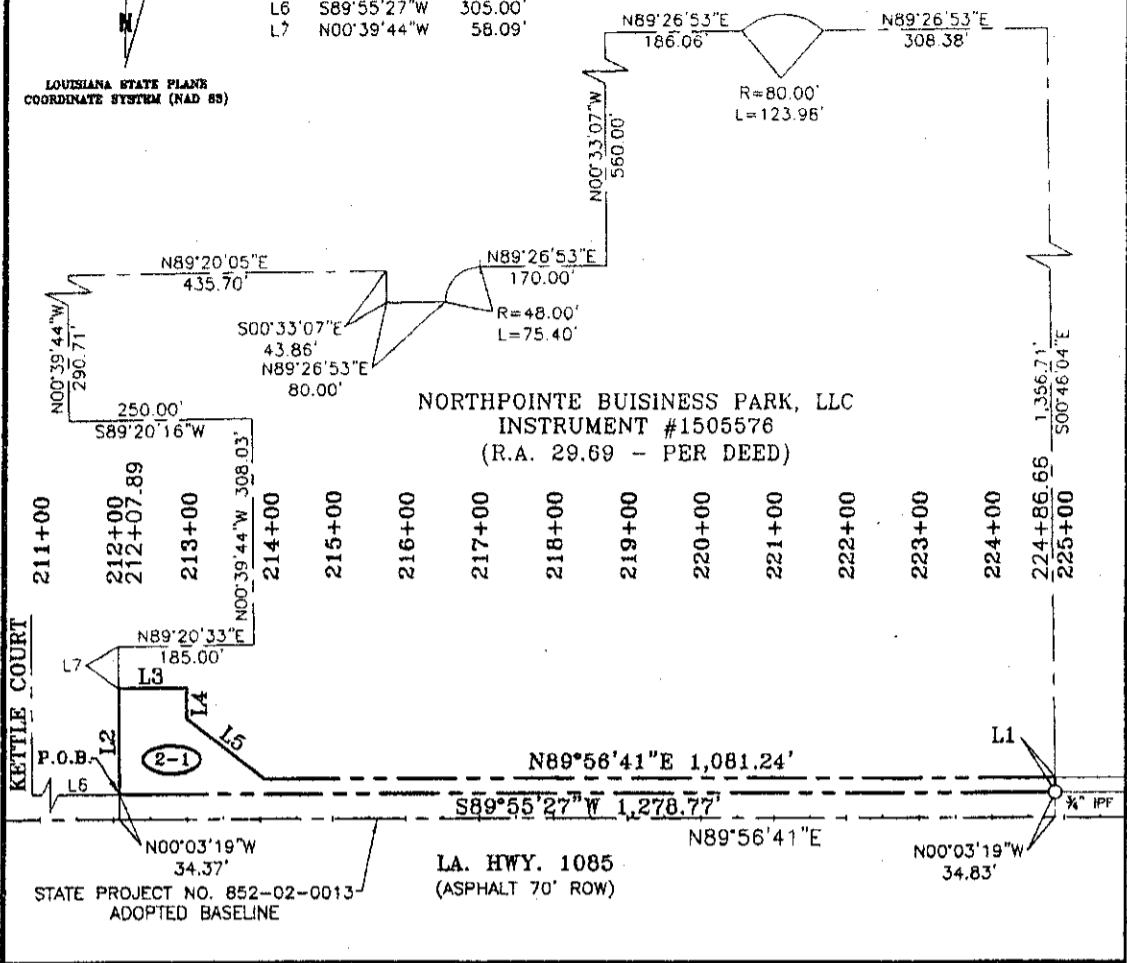 L6 S89°55'27"W 305.00'
L7 N00°39'44"W 58.09'
N
LOUISIANA STATE PLANE
COORDINATE SYSTEM (NAD 83)
N89°26'53"E
186.06'
N89°26'53"E
308.38'
R=80.00'
L=123.96'
N00°33'07"W
560.00'
N89°20'05"E
435.70'
N89°26'53"E
170.00'
R=48.00'
L=75.40'
S00°33'07"E
43.86'
N89°26'53"E
80.00'
N00°39'44"W
290.71'
250.00'
S89°20'16"W
NORTHPOINTE BUISINESS PARK, LLC
INSTRUMENT #1505576
(R.A. 29.69 - PER DEED)
1,356.71'
S00°46'04"E
N00°39'44"W 308.03'
211+00
212+00
212+07.89
213+00
214+00
215+00
216+00
217+00
218+00
219+00
220+00
221+00
222+00
223+00
224+00
224+86.66
225+00
KETTLE COURT
N89°20'33"E
185.00'
L7
L3
L4
L2
L5
P.O.B.
2-1
L6
L1
N89°56'41"E 1,081.24'
S89°55'27"W 1,278.77'
¾" IPF
N89°56'41"E
N00°03'19"W
34.37'
LA. HWY. 1085
(ASPHALT 70' ROW)
N00°03'19"W
34.83'
STATE PROJECT NO. 852-02-0013
ADOPTED BASELINE